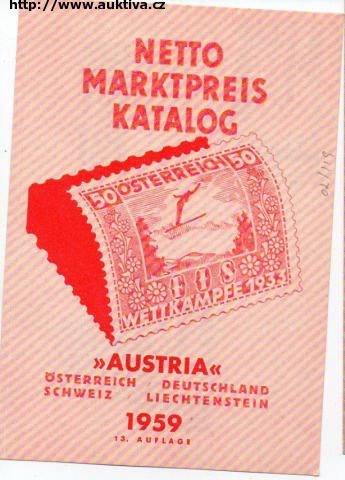 http://www.auktiva.cz
NETTO
MARKTPREIS
KATALOG
50 ÖSTERREICH 50
WETTKÄMPFE 1933
»AUSTRIA«
ÖSTERREICH DEUTSCHLAND
SCHWEIZ LIECHTENSTEIN
1959
13. AUFLAGE